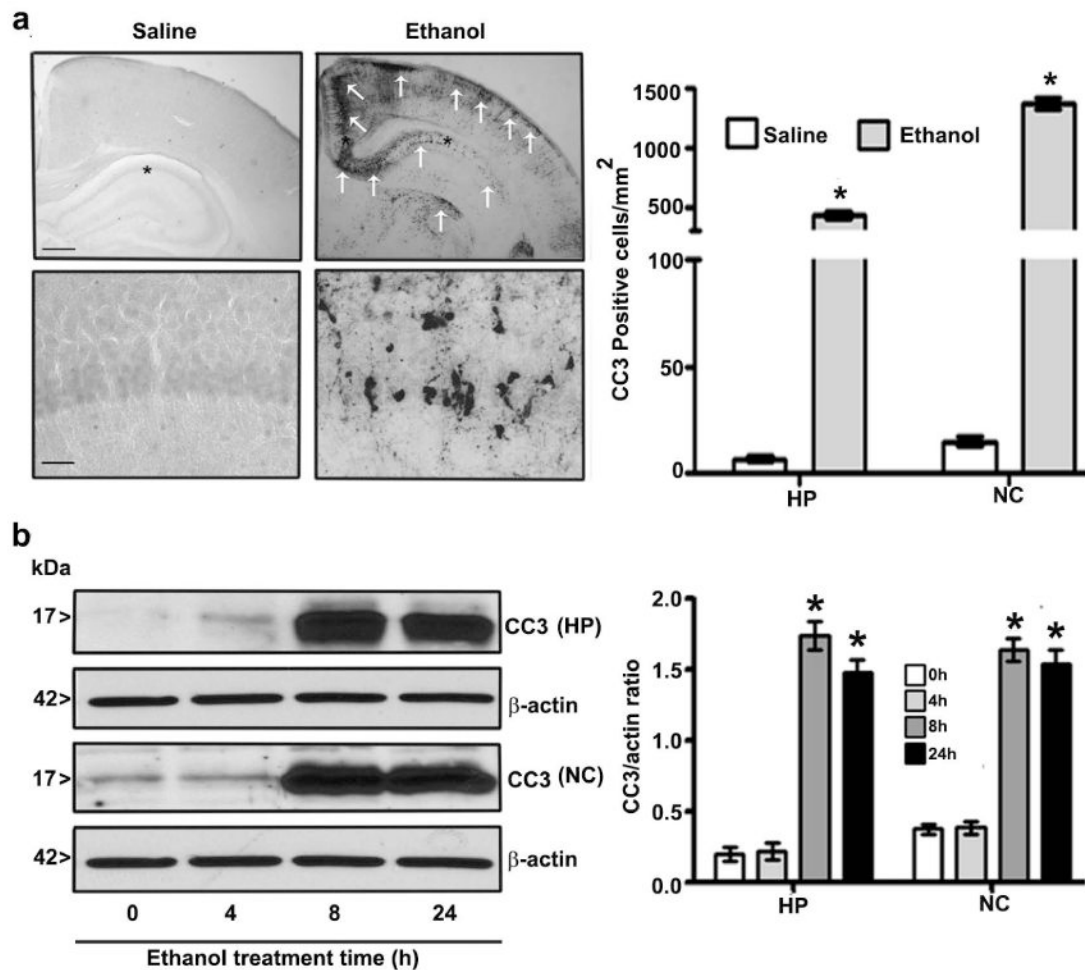 a
Saline Ethanol
*
* *
CC3 Positive cells/mm2
1500
1000
500
100
50
0
Saline Ethanol
*
*
HP NC
b
kDa
17> CC3 (HP)
42> β-actin
17> CC3 (NC)
42> β-actin
0 4 8 24
Ethanol treatment time (h)
CC3/actin ratio
2.0
1.5
1.0
0.5
0.0
* * * *
0h
4h
8h
24h
HP NC